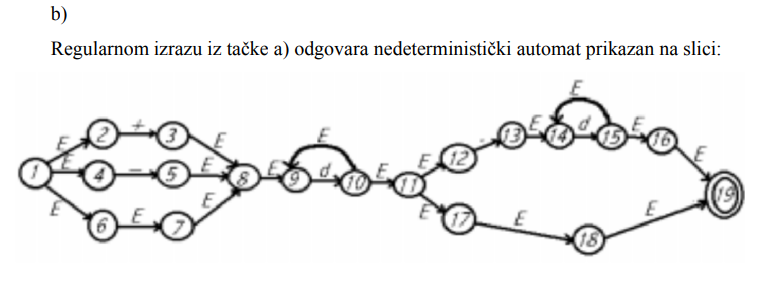 b)
Regularnom izrazu iz tačke a) odgovara nedeterministički automat prikazan na slici:
E
E + E
1 2 3
E 4 - 5 E
E 6 E 7 E
8 E 9 d 10 E 11
E
E 12 . 13 E 14 d 15 E 16 E
E 17 E 18 E 19